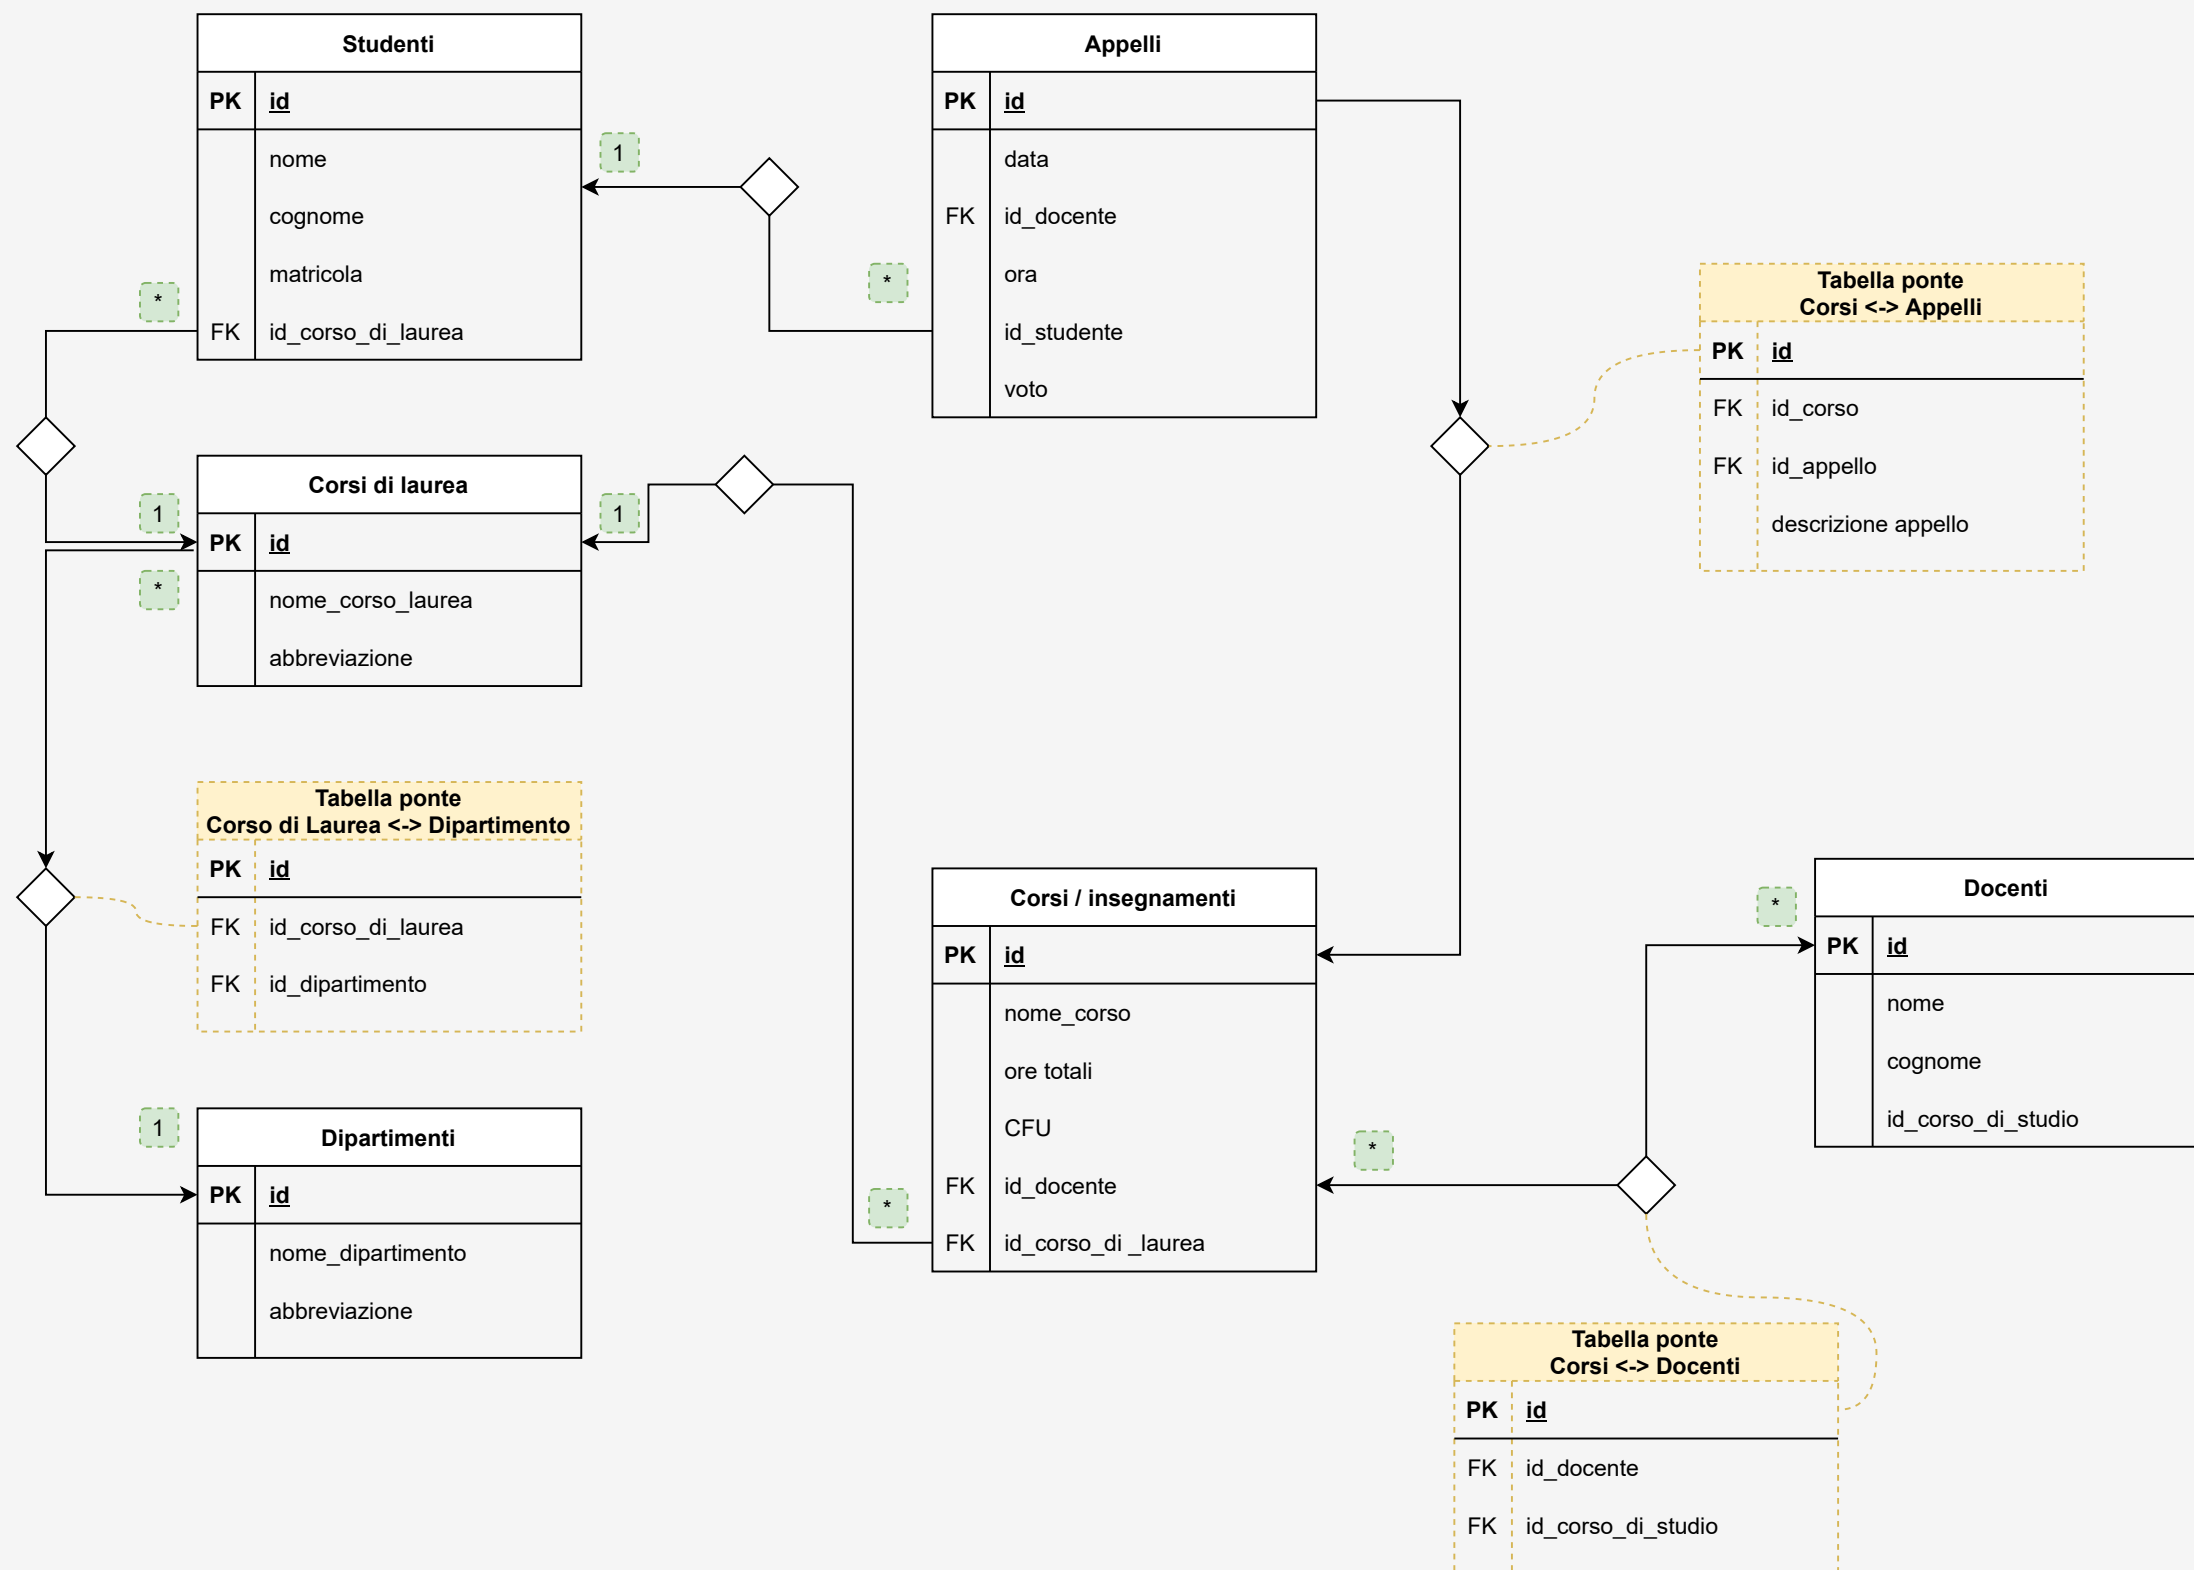 Studenti
PK id
nome
cognome
matricola
FK id_corso_di_laurea
1
*
*
Appelli
PK id
data
FK id_docente
ora
id_studente
voto
Tabella ponte
Corsi <-> Appelli
PK id
FK id_corso
FK id_appello
descrizione appello
Corsi di laurea
PK id
nome_corso_laurea
abbreviazione
1
1
*
Tabella ponte
Corso di Laurea <-> Dipartimento
PK id
FK id_corso_di_laurea
FK id_dipartimento
1
Dipartimenti
PK id
nome_dipartimento
abbreviazione
Corsi / insegnamenti
PK id
nome_corso
ore totali
CFU
FK id_docente
FK id_corso_di _laurea
*
*
*
Docenti
PK id
nome
cognome
id_corso_di_studio
Tabella ponte
Corsi <-> Docenti
PK id
FK id_docente
FK id_corso_di_studio